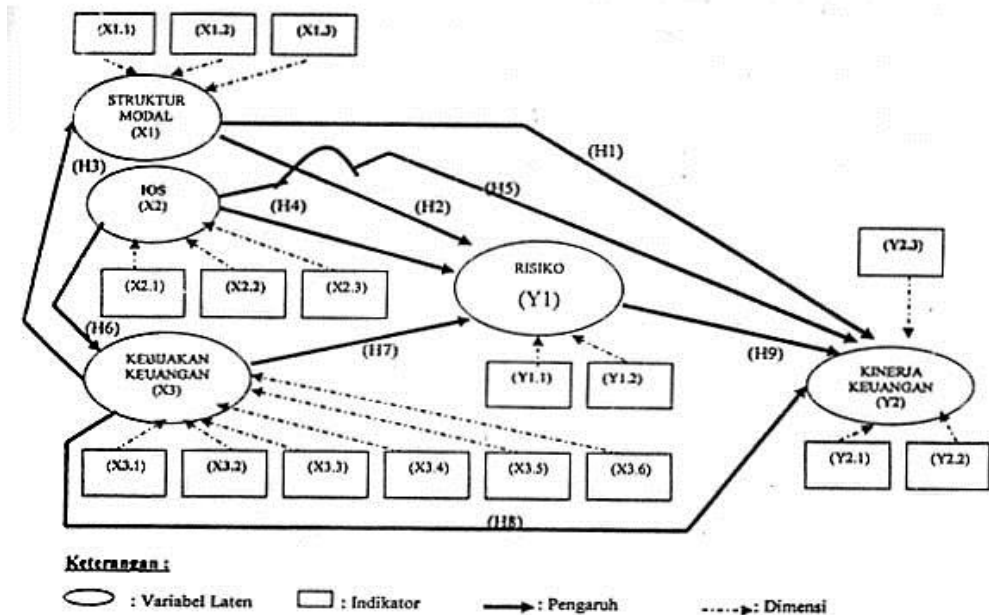 (X1.1) (X1.2) (X1.3)
STRUKTUR
MODAL
(X1)
(H1)
(H3)
IOS
(X2)
(H5)
(H4) (H2)
(Y2.3)
RISIKO
(Y1)
(X2.1) (X2.2) (X2.3)
(H6)
(H7)
(H9)
KEBIJAKAN
KEUANGAN
(X3)
(Y1.1) (Y1.2)
KINERJA
KEUANGAN
(Y2)
(X3.1) (X3.2) (X3.3) (X3.4) (X3.5) (X3.6)
(Y2.1) (Y2.2)
(H8)
Keterangan :
: Variabel Laten : Indikator : Pengaruh : Dimensi